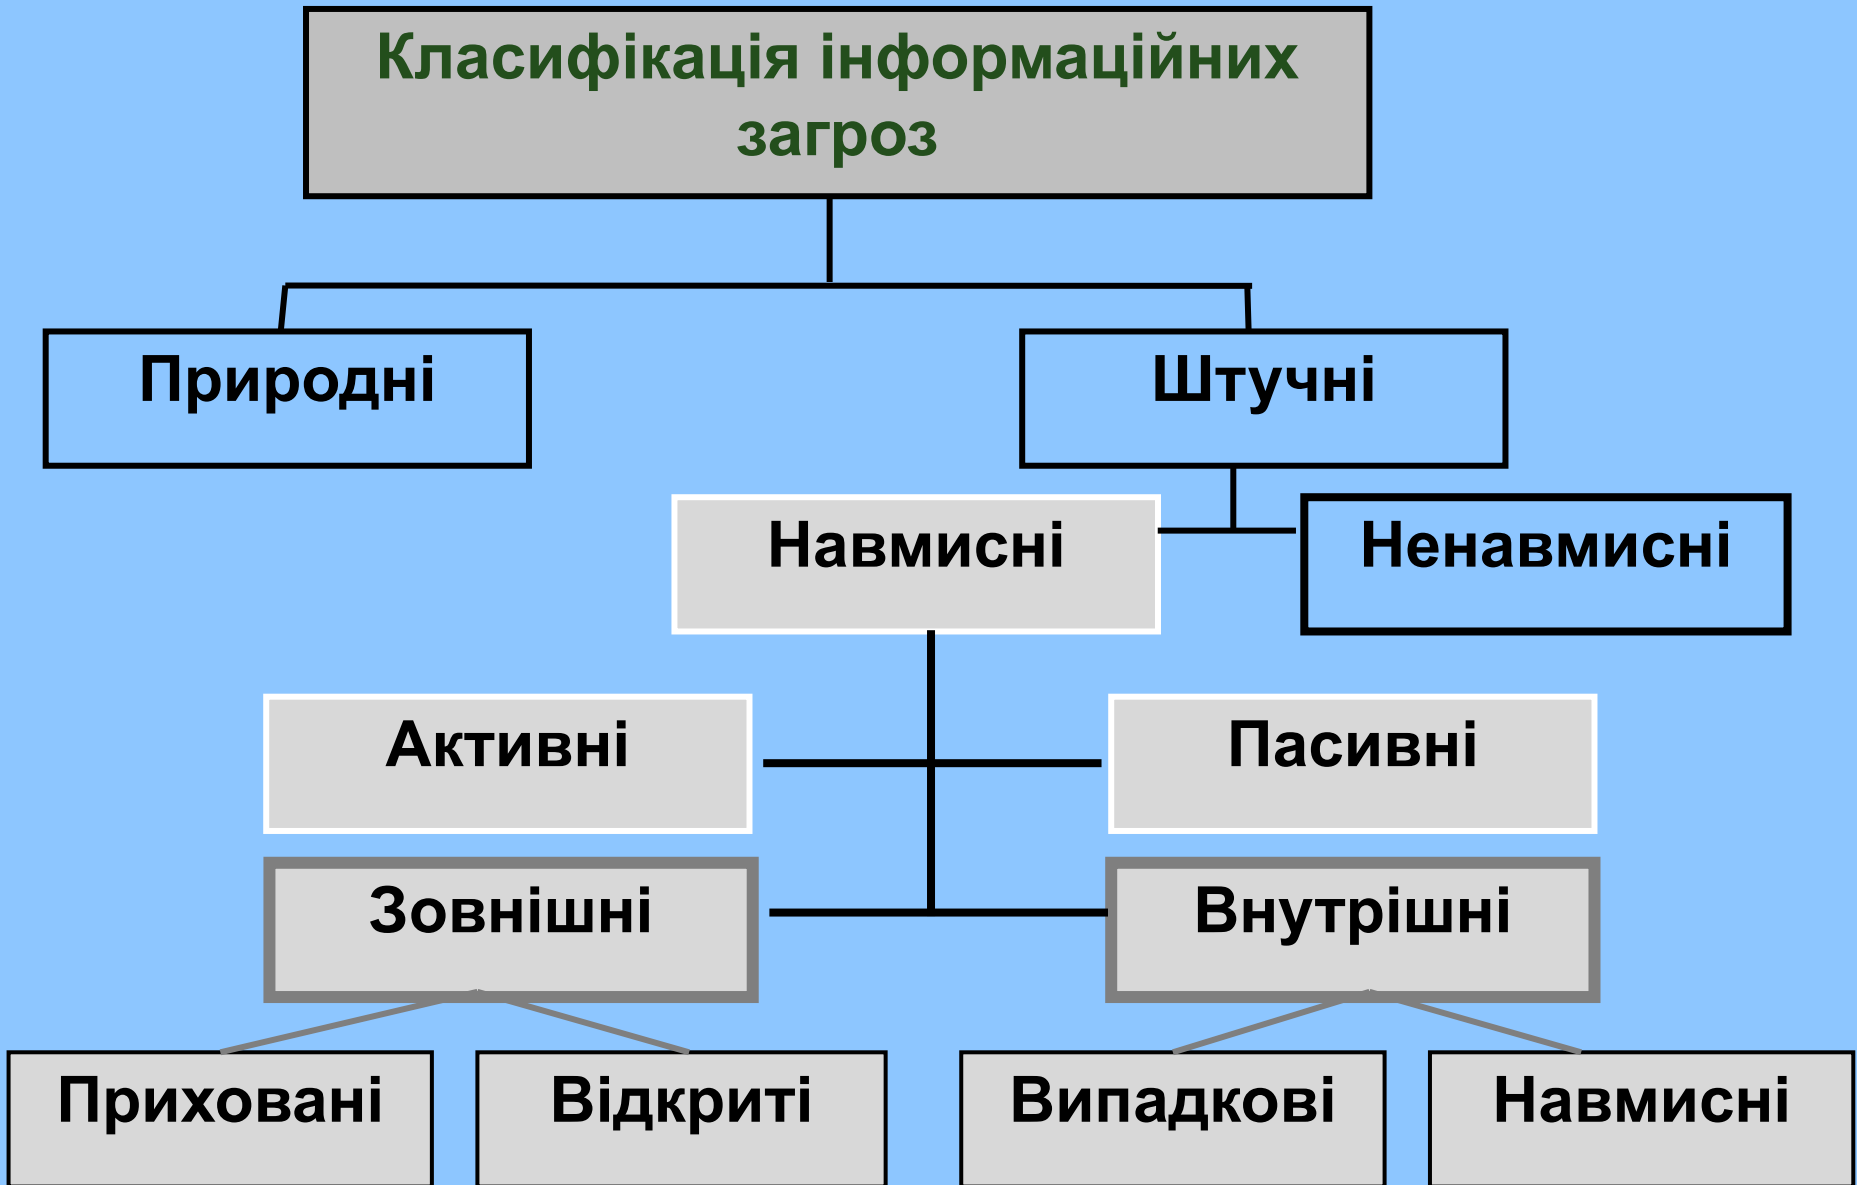 Класифікація інформаційних
загроз
Природні
Штучні
Навмисні
Ненавмисні
Активні
Пасивні
Зовнішні
Внутрішні
Приховані
Відкриті
Випадкові
Навмисні